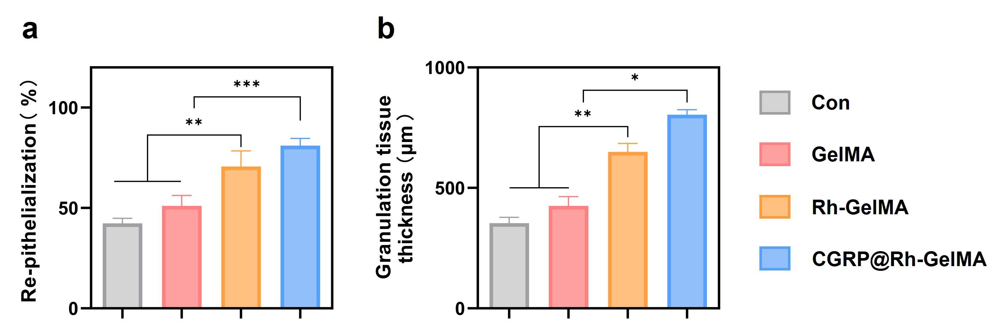 a
Re-pithelialization（ %）
100
50
0
***
**
b
Granulation tissue
thickness（μm ）
1000
500
0
*
**
Con
GelMA
Rh-GelMA
CGRP@Rh-GelMA